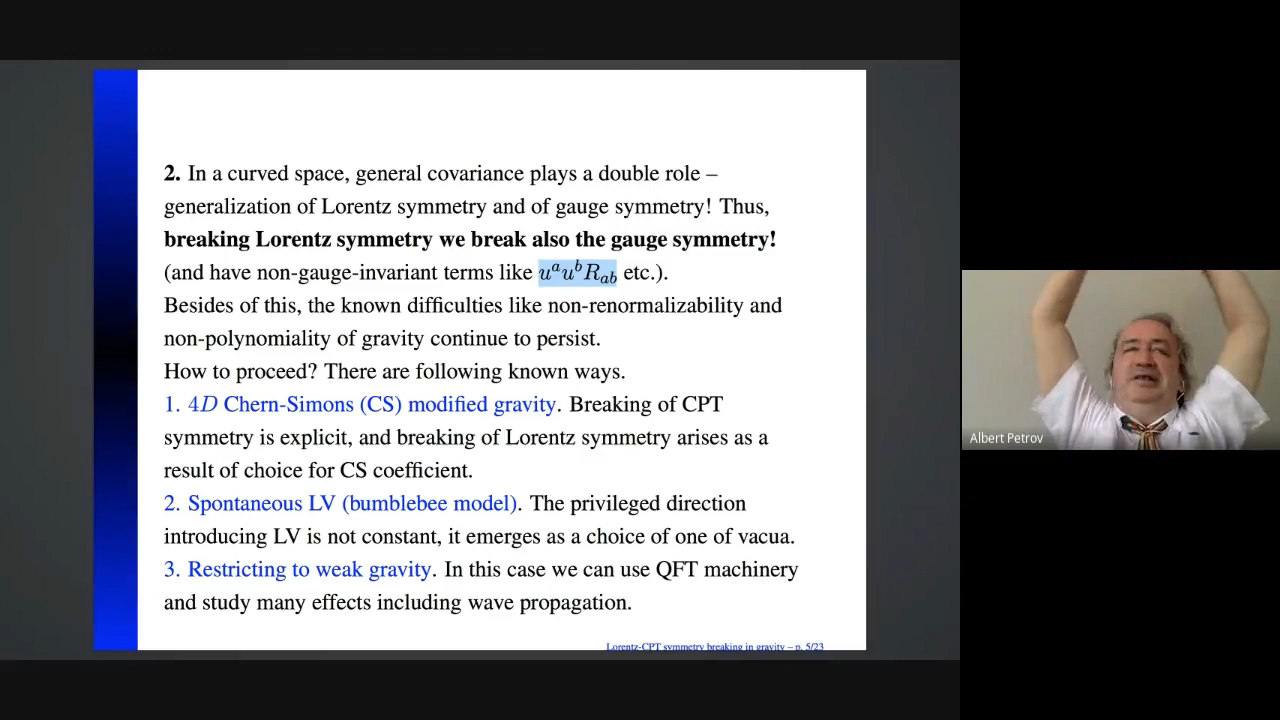 2. In a curved space, general covariance plays a double role –
generalization of Lorentz symmetry and of gauge symmetry! Thus,
breaking Lorentz symmetry we break also the gauge symmetry!
(and have non-gauge-invariant terms like u^a u^b R_{ab} etc.).
Besides of this, the known difficulties like non-renormalizability and
non-polynomiality of gravity continue to persist.
How to proceed? There are following known ways.
1. 4D Chern-Simons (CS) modified gravity. Breaking of CPT
symmetry is explicit, and breaking of Lorentz symmetry arises as a
result of choice for CS coefficient.
2. Spontaneous LV (bumblebee model). The privileged direction
introducing LV is not constant, it emerges as a choice of one of vacua.
3. Restricting to weak gravity. In this case we can use QFT machinery
and study many effects including wave propagation.
Lorentz-CPT symmetry breaking in gravity – p. 5/23
Albert Petrov